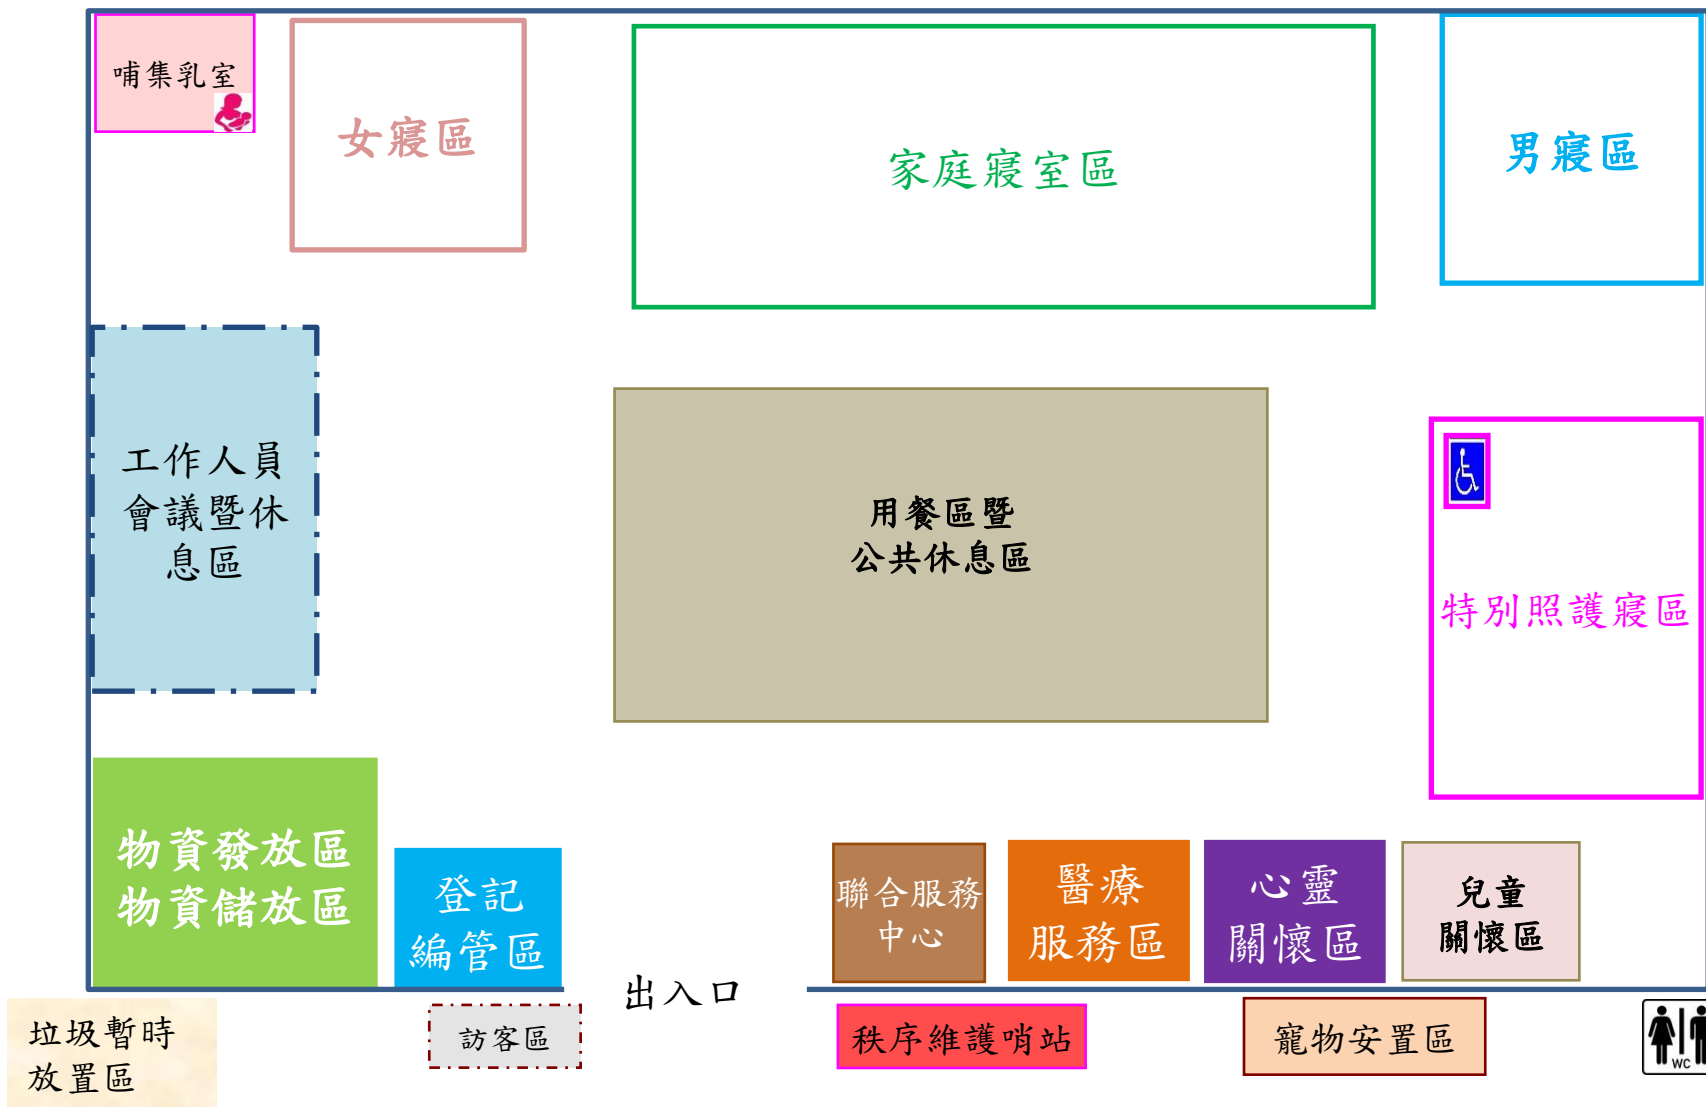 哺集乳室
女寢區
家庭寢室區
男寢區
工作人員
會議暨休
息區
用餐區暨
公共休息區
特別照護寢區
物資發放區
物資儲放區
登記
編管區
聯合服務
中心
醫療
服務區
心靈
關懷區
兒童
關懷區
出入口
垃圾暫時
放置區
訪客區
秩序維護哨站
寵物安置區
WC